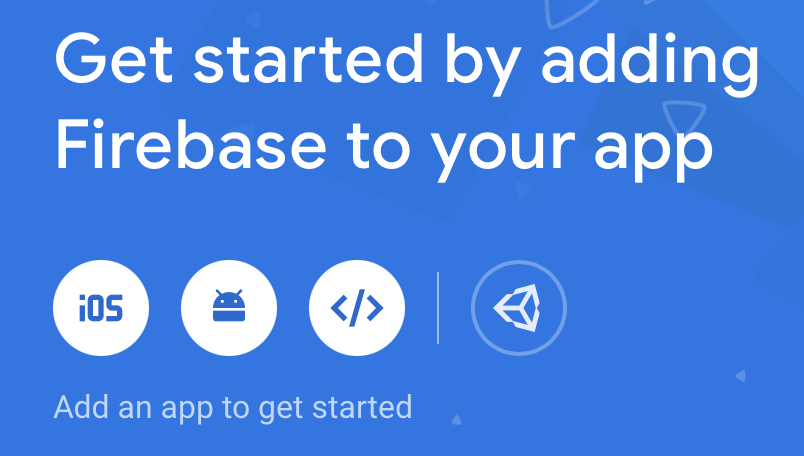 Get started by adding
Firebase to your app
iOS
Add an app to get started